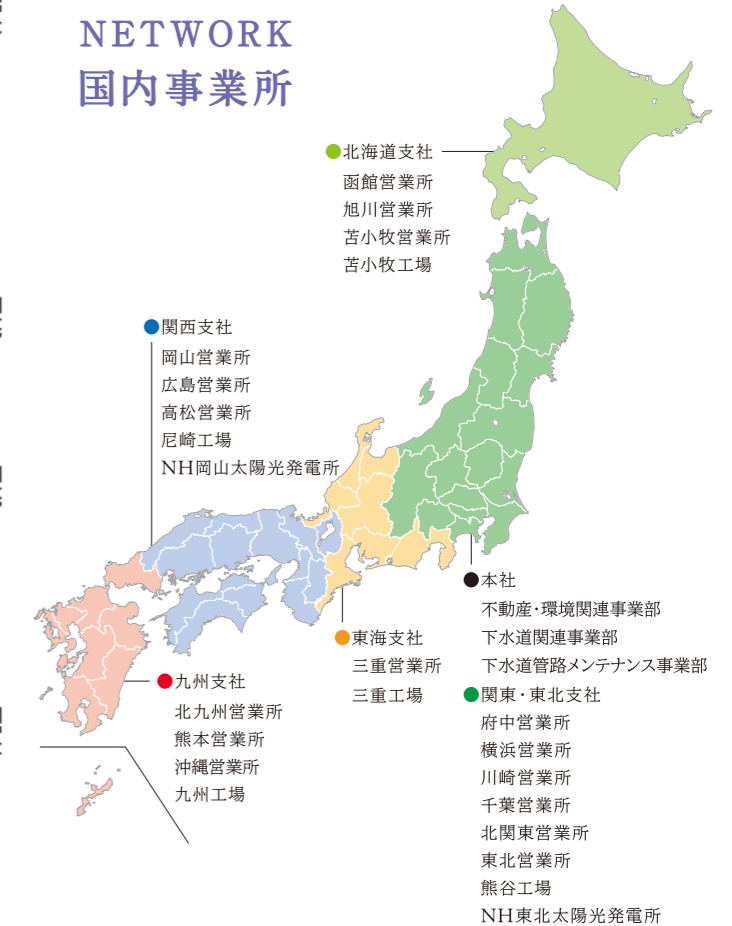 NETWORK
国内事業所
●北海道支社
函館営業所
旭川営業所
苫小牧営業所
苫小牧工場
●関西支社
岡山営業所
広島営業所
高松営業所
尼崎工場
NH岡山太陽光発電所
●本社
不動産・環境関連事業部
下水道関連事業部
下水道管路メンテナンス事業部
●東海支社
三重営業所
三重工場
●九州支社
北九州営業所
熊本営業所
沖縄営業所
九州工場
●関東・東北支社
府中営業所
横浜営業所
川崎営業所
千葉営業所
北関東営業所
東北営業所
熊谷工場
NH東北太陽光発電所